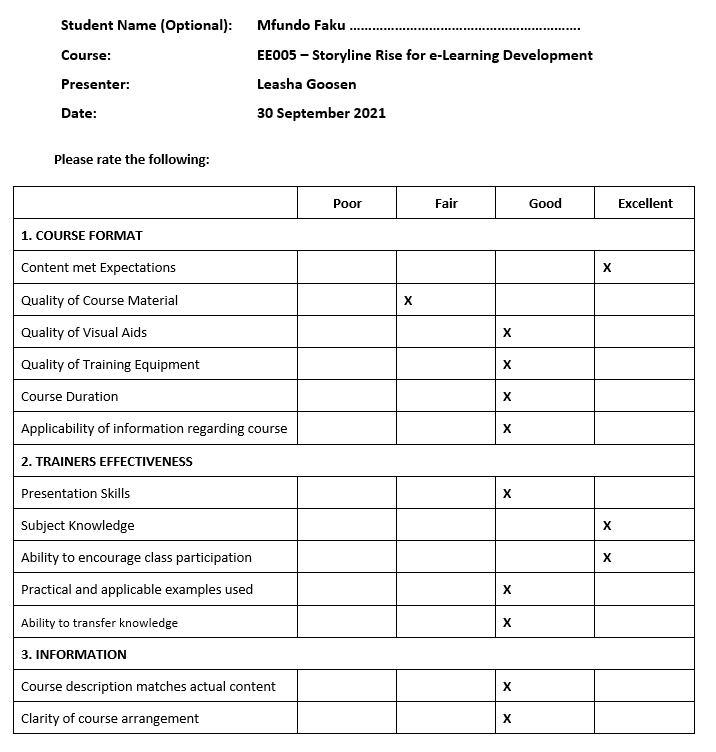 Student Name (Optional): Mfundo Faku ................................................................
Course: EE005 – Storyline Rise for e-Learning Development
Presenter: Leasha Goosen
Date: 30 September 2021
Please rate the following:
Poor Fair Good Excellent
1. COURSE FORMAT
Content met Expectations X
Quality of Course Material X
Quality of Visual Aids X
Quality of Training Equipment X
Course Duration X
Applicability of information regarding course X
2. TRAINERS EFFECTIVENESS
Presentation Skills X
Subject Knowledge X
Ability to encourage class participation X
Practical and applicable examples used X
Ability to transfer knowledge X
3. INFORMATION
Course description matches actual content X
Clarity of course arrangement X